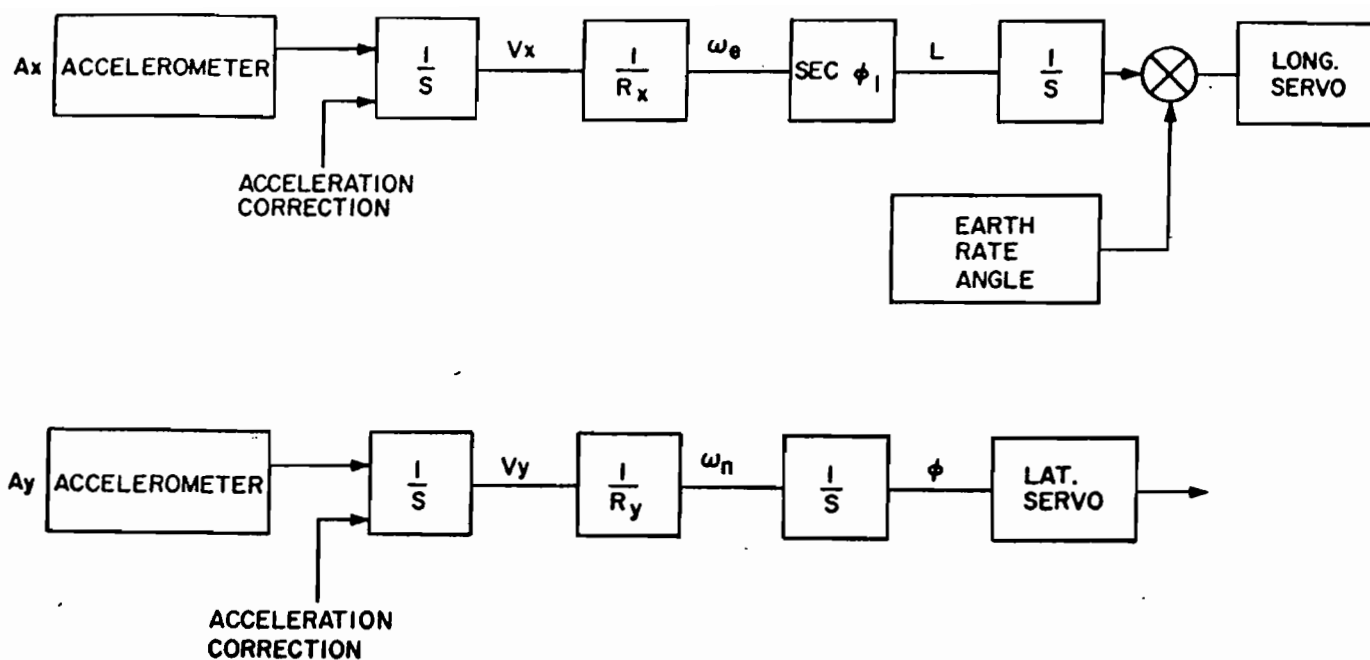 Ax
ACCELEROMETER
ACCELERATION
CORRECTION
1
S
Vx
1
Rx
ωe
SEC ϕ1
L
1
S
LONG.
SERVO
EARTH
RATE
ANGLE
Ay
ACCELEROMETER
ACCELERATION
CORRECTION
1
S
Vy
1
Ry
ωn
1
S
ϕ
LAT.
SERVO